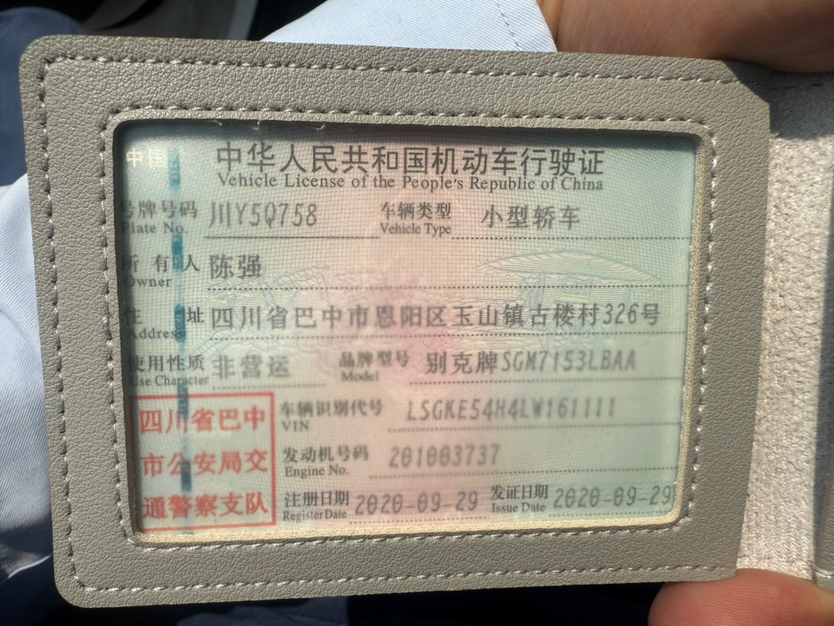 中国
中华人民共和国机动车行驶证
Vehicle License of the People's Republic of China
号牌号码 川Y5Q758 车辆类型 小型轿车
Plate No. Vehicle Type
所有人 陈强
Owner
住址 四川省巴中市恩阳区玉山镇古楼村326号
Address
使用性质 非营运 品牌型号 别克牌SGM7153LBAA
Use Character Model
车辆识别代号 LSGKE54H4LW161111
VIN
发动机号码 201003737
Engine No.
注册日期 2020-09-29 发证日期 2020-09-29
Register Date Issue Date
四川省巴中
市公安局交
通警察支队